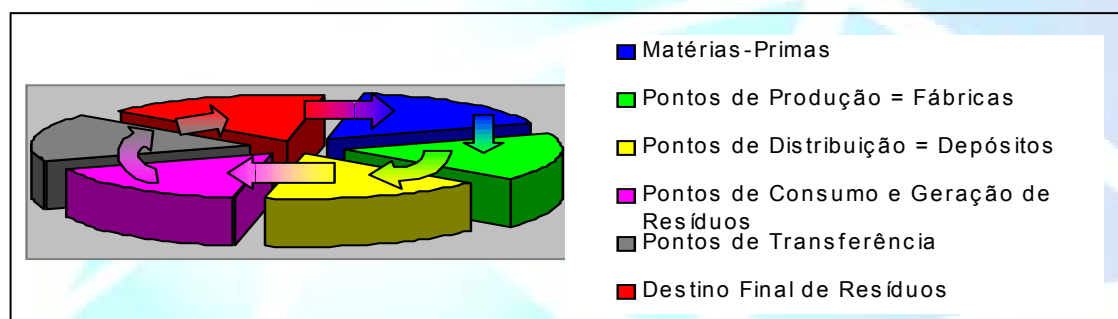 Matérias-Primas
Pontos de Produção = Fábricas
Pontos de Distribuição = Depósitos
Pontos de Consumo e Geração de
Resíduos
Pontos de Transferência
Destino Final de Resíduos